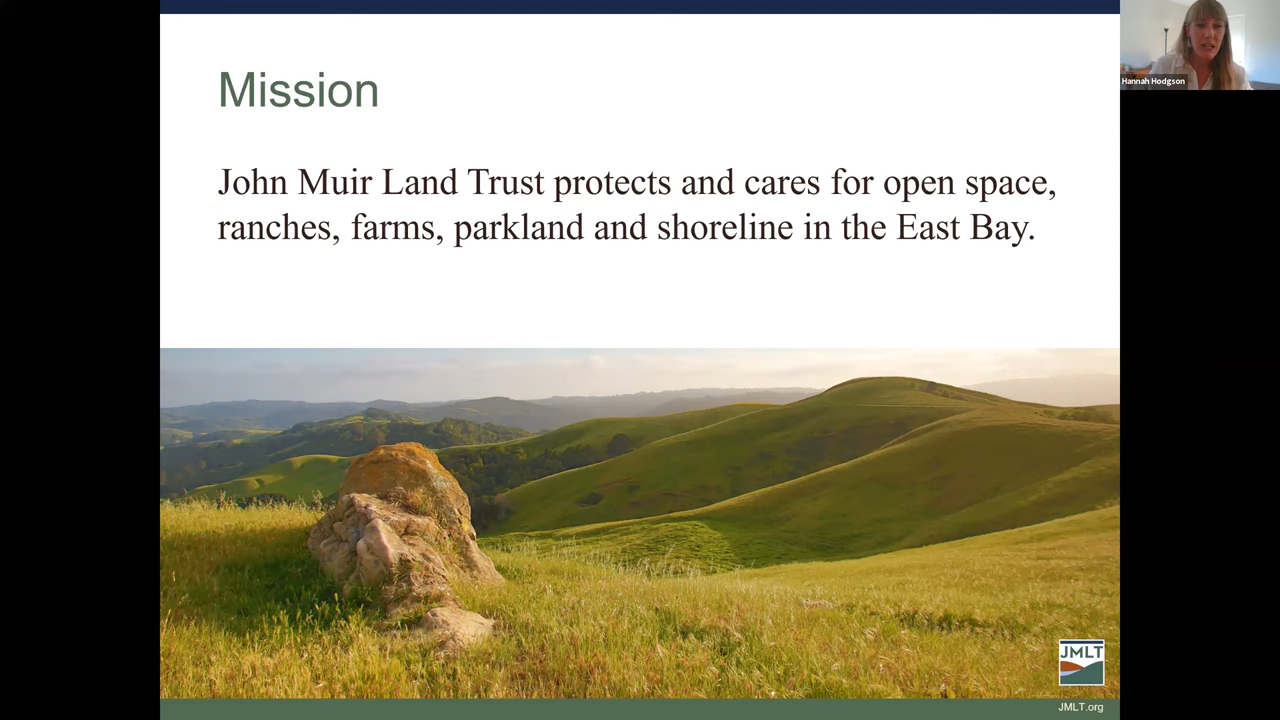 Mission
John Muir Land Trust protects and cares for open space,
ranches, farms, parkland and shoreline in the East Bay.
Hannah Hodgson
JMLT
JMLT.org